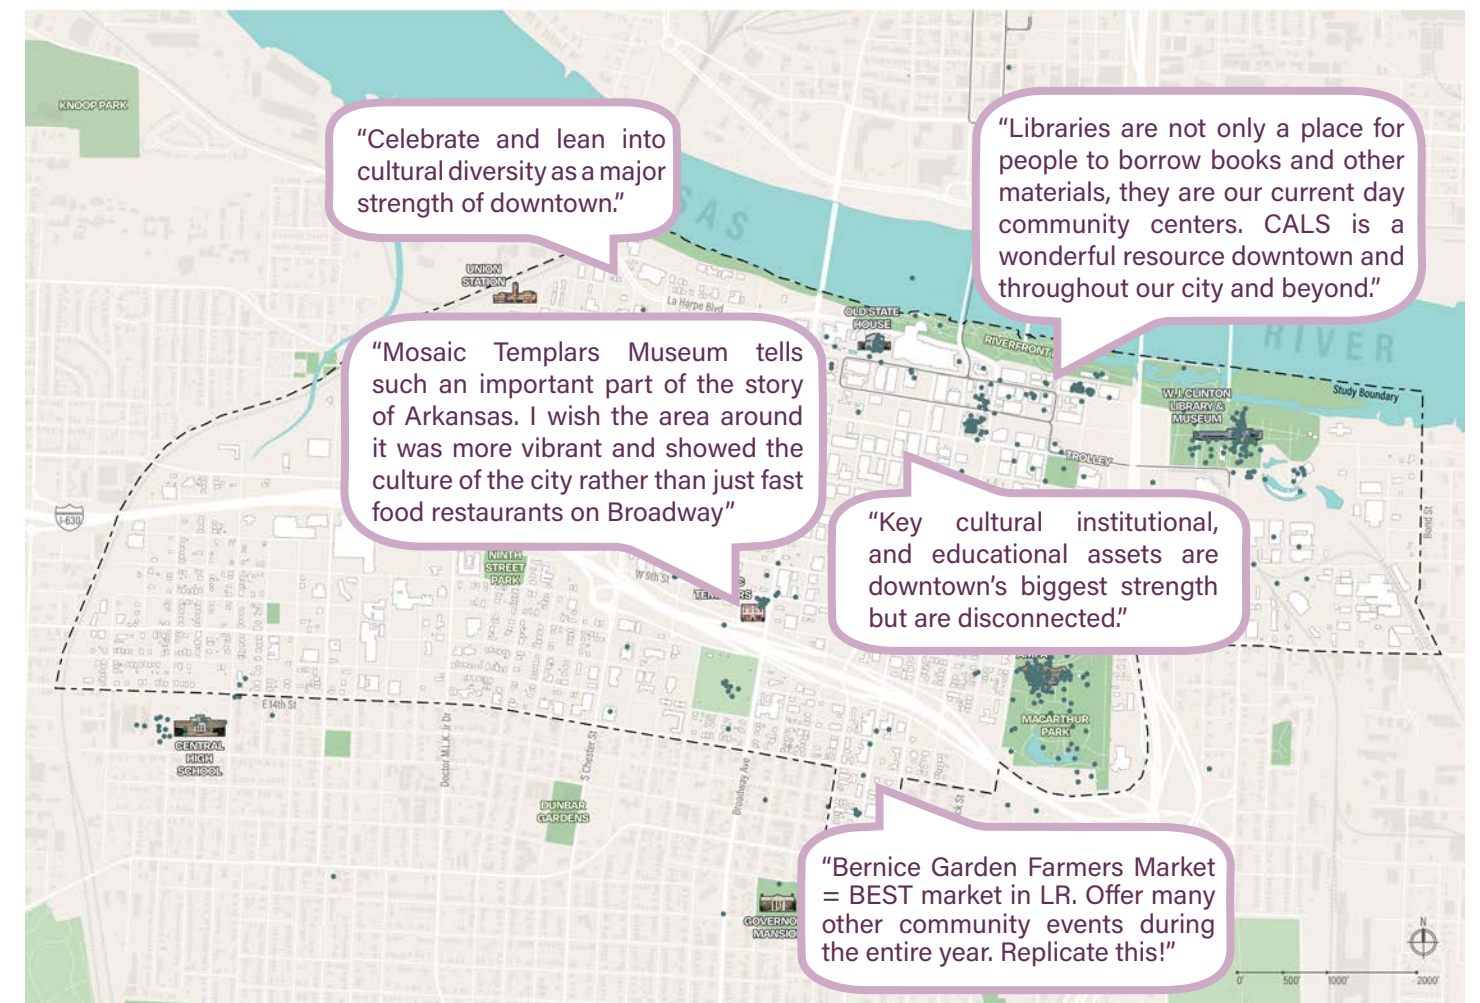 KNOOP PARK
“Celebrate and lean into
cultural diversity as a major
strength of downtown.”
“Libraries are not only a place for
people to borrow books and other
materials, they are our current day
community centers. CALS is a
wonderful resource downtown and
throughout our city and beyond.”
SAS
RIVER
UNION
STATION
La Harpe Blvd
OLD STATE
HOUSE
RIVERFRONT
“Mosaic Templars Museum tells
such an important part of the story
of Arkansas. I wish the area around
it was more vibrant and showed the
culture of the city rather than just fast
food restaurants on Broadway”
W.J. CLINTON
LIBRARY &
MUSEUM
Study Boundary
TROLLEY
I-630
“Key cultural institutional,
and educational assets are
downtown’s biggest strength
but are disconnected.”
Bond St
NINTH
STREET
PARK
W 9th St
MACARTHUR
PARK
E 14th St
CENTRAL
HIGH
SCHOOL
Doctor M.L.K. Jr Dr
S Chester St
Broadway Ave
DUNBAR
GARDENS
“Bernice Garden Farmers Market
= BEST market in LR. Offer many
other community events during
the entire year. Replicate this!”
GOVERNO
MANSIO
N
0' 500' 1000' 2000'